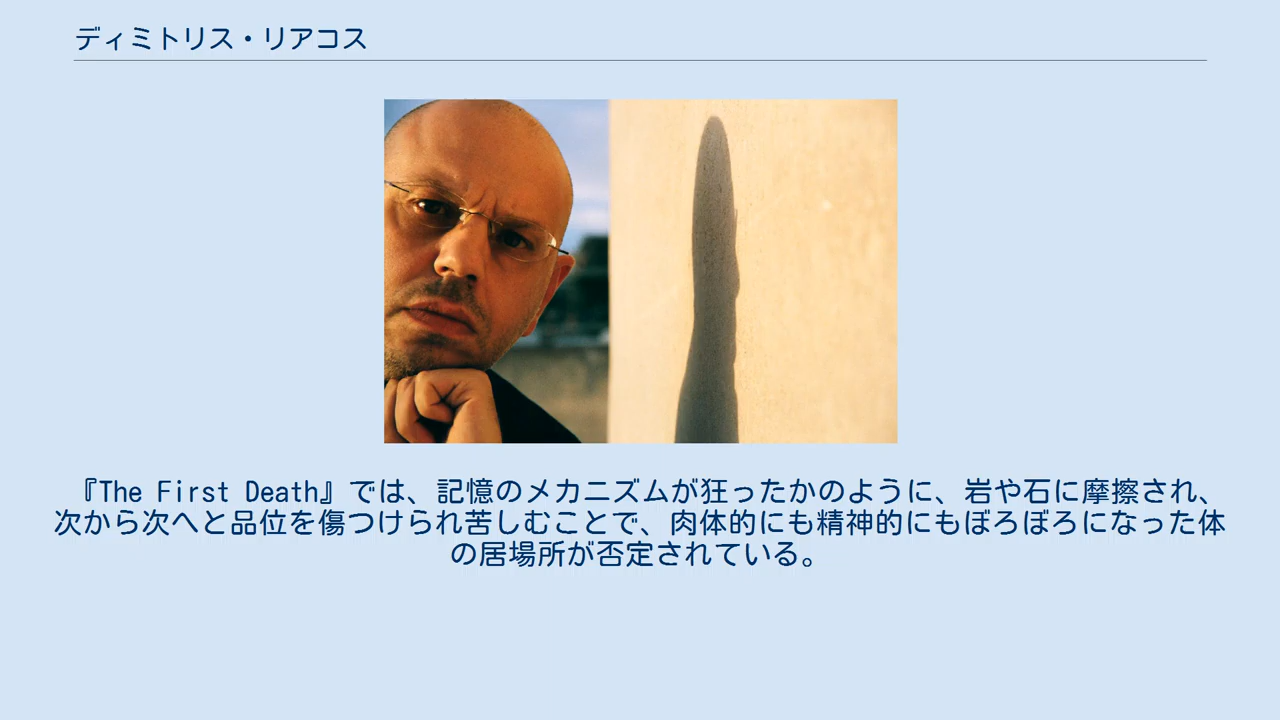 ディミトリス・リアコス
『The First Death』では、記憶のメカニズムが狂ったかのように、岩や石に摩擦され、
次から次へと品位を傷つけられ苦しむことで、肉体的にも精神的にもぼろぼろになった体
の居場所が否定されている。